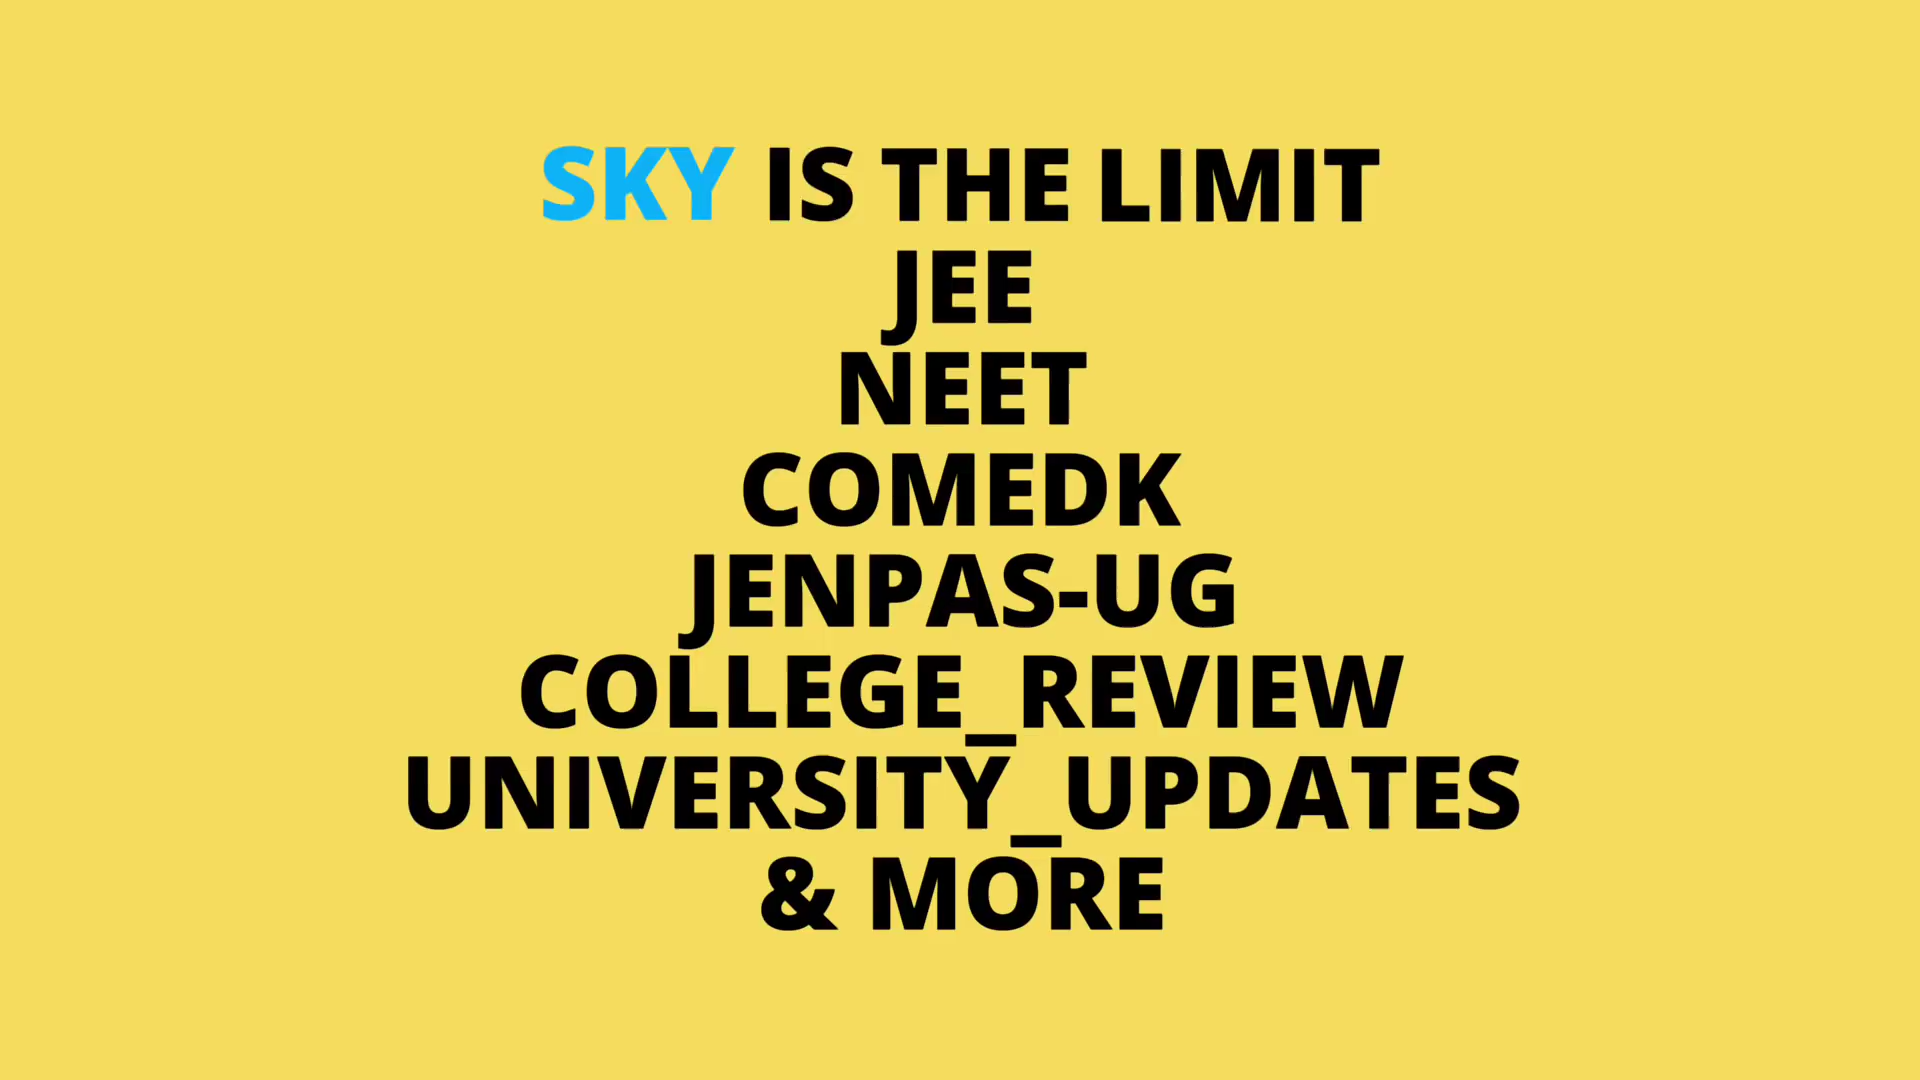 SKY IS THE LIMIT
JEE
NEET
COMEDK
JENPAS-UG
COLLEGE_REVIEW
UNIVERSITY_UPDATES
& MORE